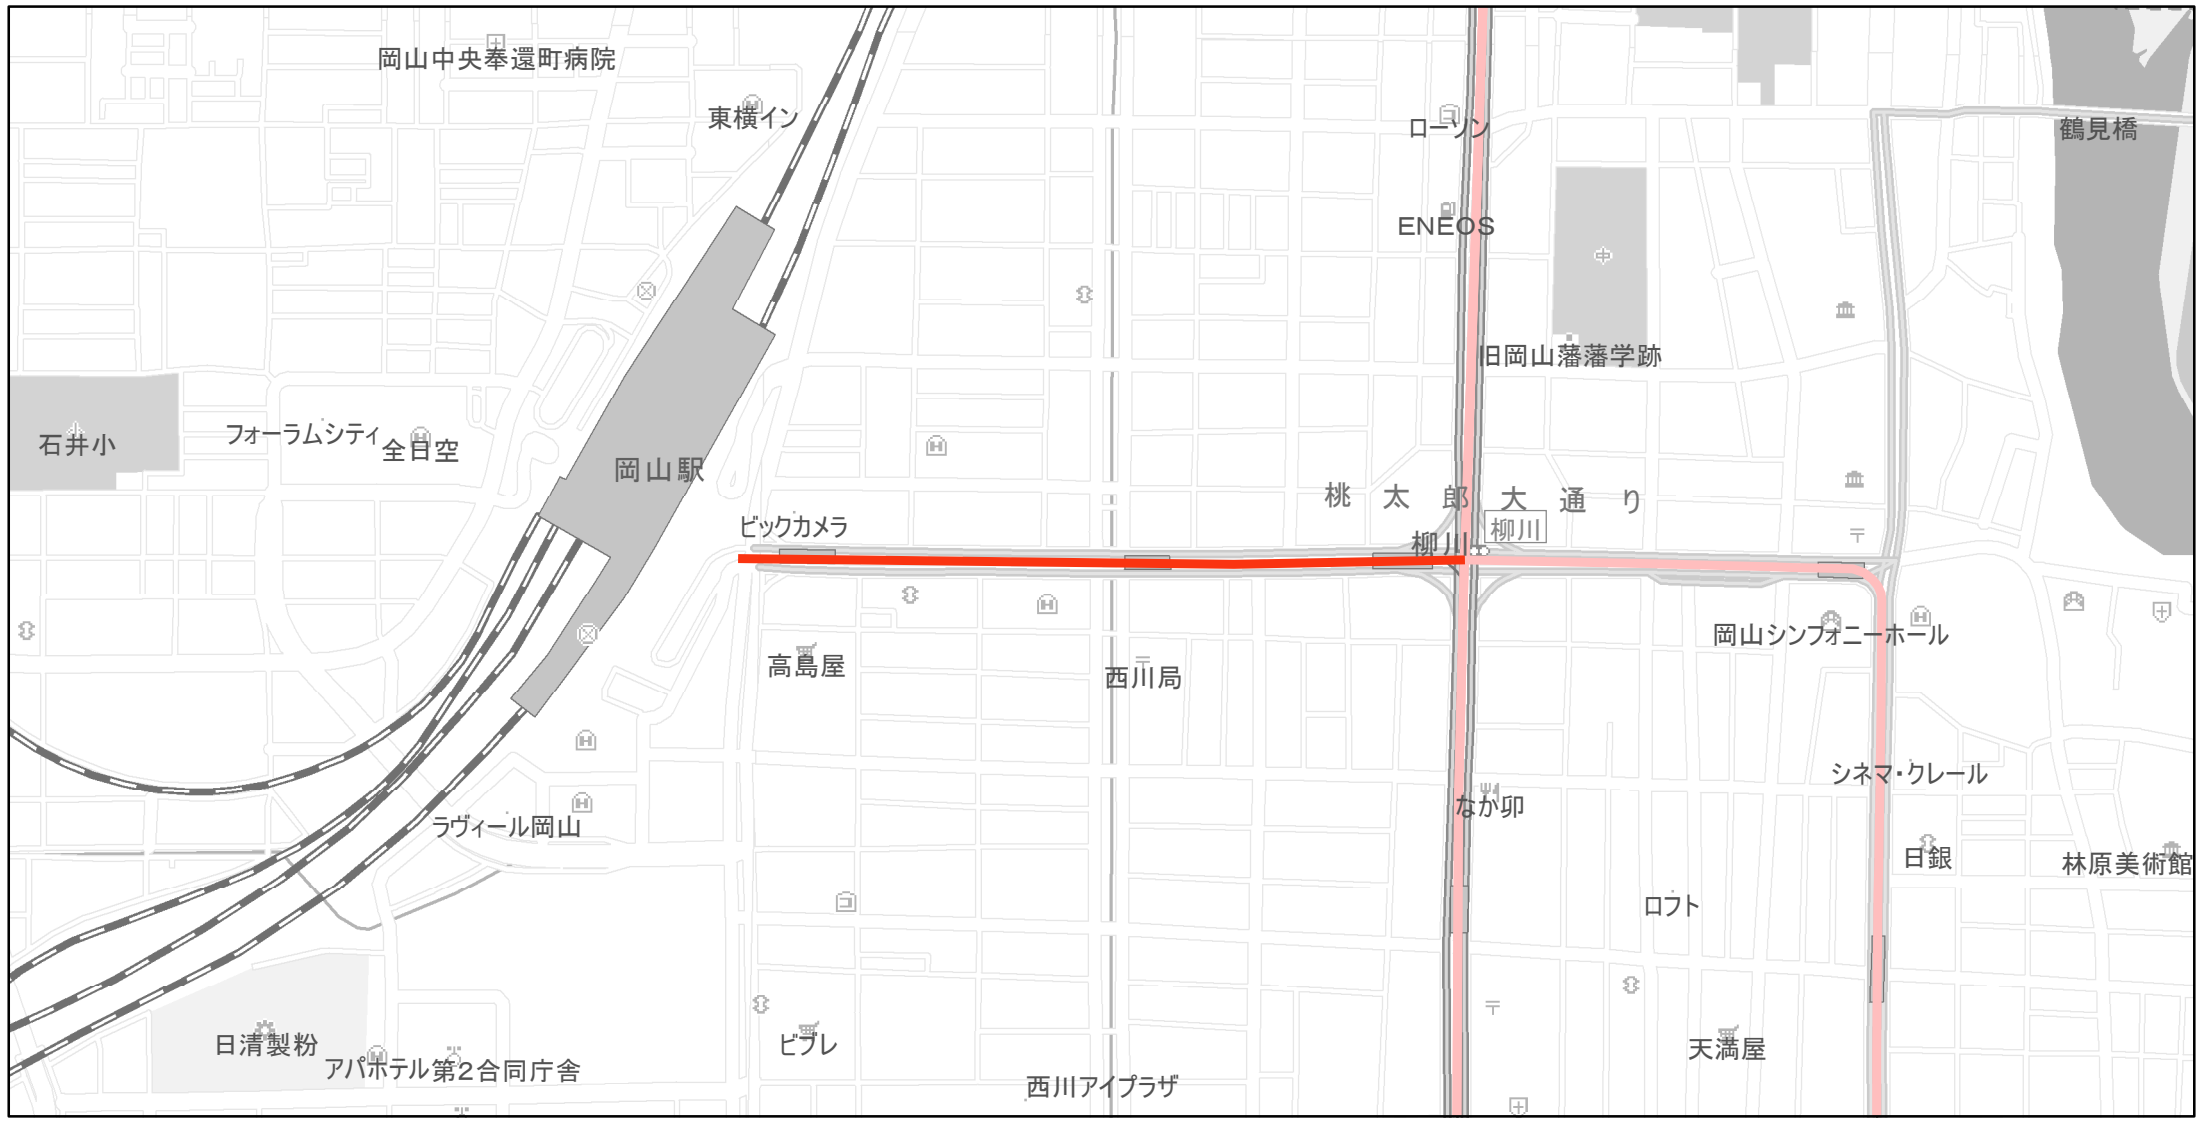 岡山中央奉還町病院
東横イン
ローソン
鶴見橋
ENEOS
旧岡山藩藩学跡
石井小
フォーラムシティ
全日空
岡山駅
桃太郎大通り
ビックカメラ
柳川
柳川
高島屋
西川局
岡山シンフォニーホール
シネマ・クレール
ラヴィール岡山
なか卯
日銀
林原美術館
ロフト
日清製粉
アパホテル
第2合同庁舎
ビブレ
西川アイプラザ
天満屋